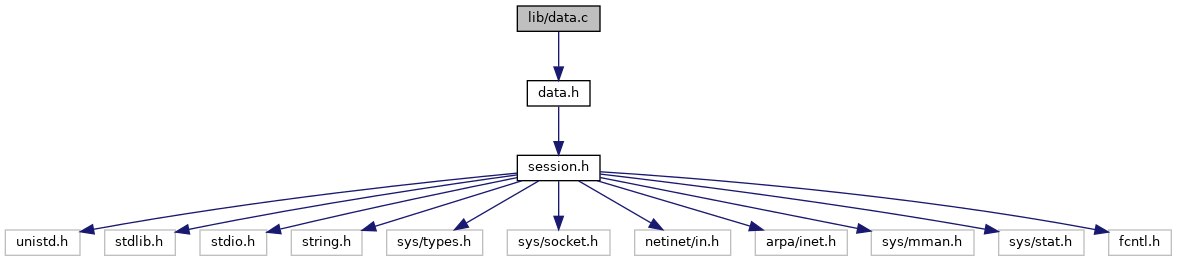 lib/data.c
data.h
session.h
unistd.h
stdlib.h
stdio.h
string.h
sys/types.h
sys/socket.h
netinet/in.h
arpa/inet.h
sys/mman.h
sys/stat.h
fcntl.h